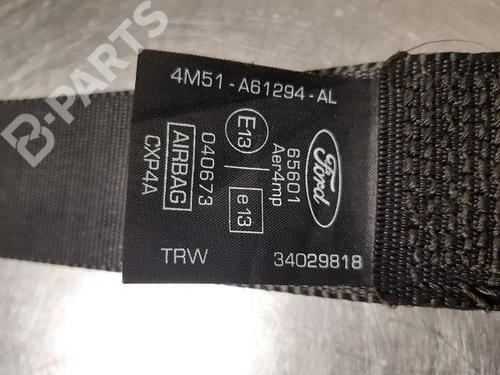 4M51-A61294-AL
E13
e13
65601
Aer4mp
040673
AIRBAG
CXP4A
Ford
TRW
34029818
B-PARTS